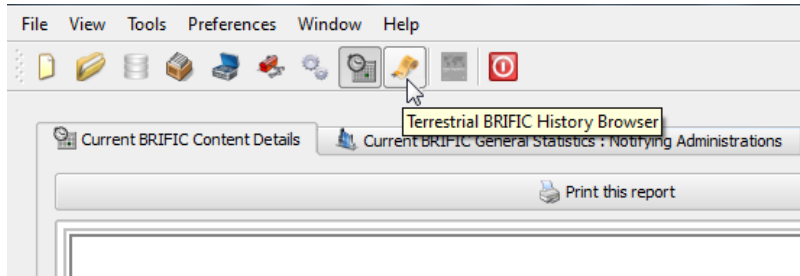 File View Tools Preferences Window Help
Terrestrial BRIFIC History Browser
Current BRIFIC Content Details Current BRIFIC General Statistics : Notifying Administrations
Print this report